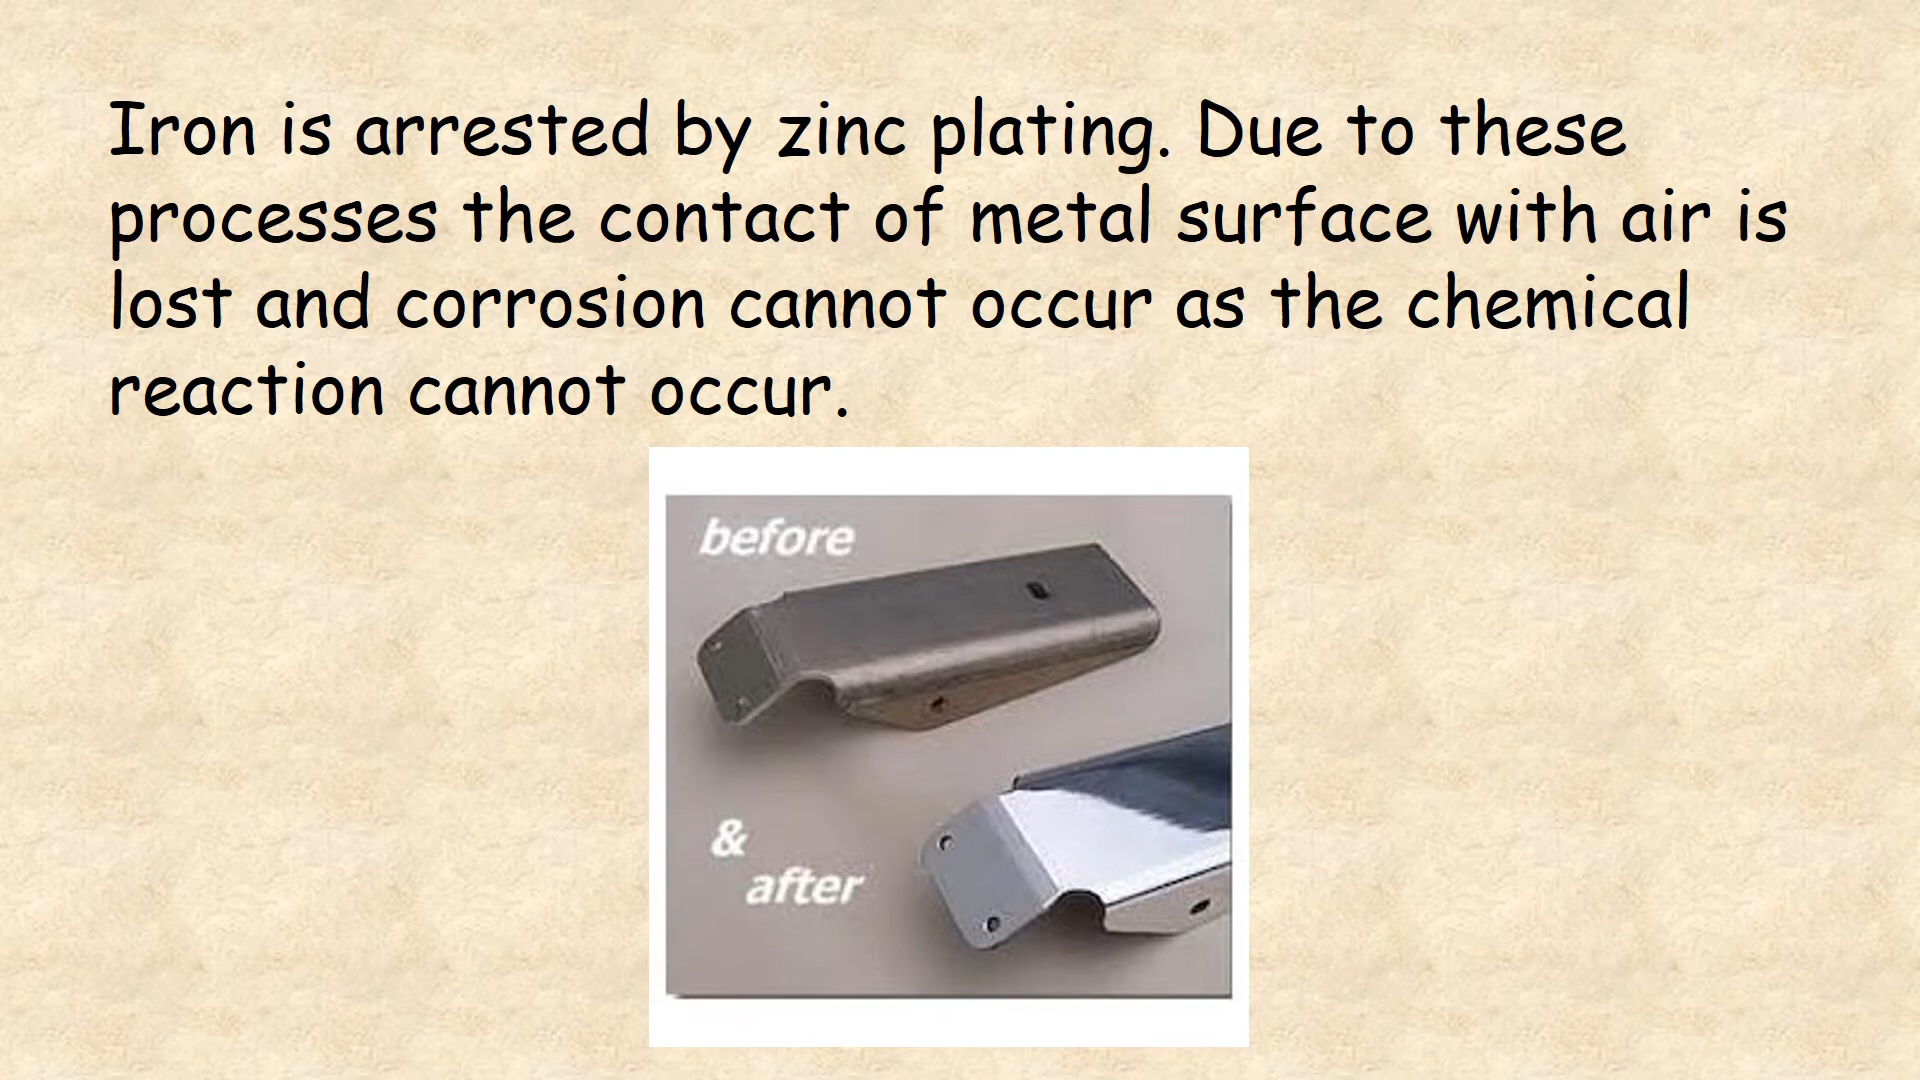 Iron is arrested by zinc plating. Due to these
processes the contact of metal surface with air is
lost and corrosion cannot occur as the chemical
reaction cannot occur.
before
&
after